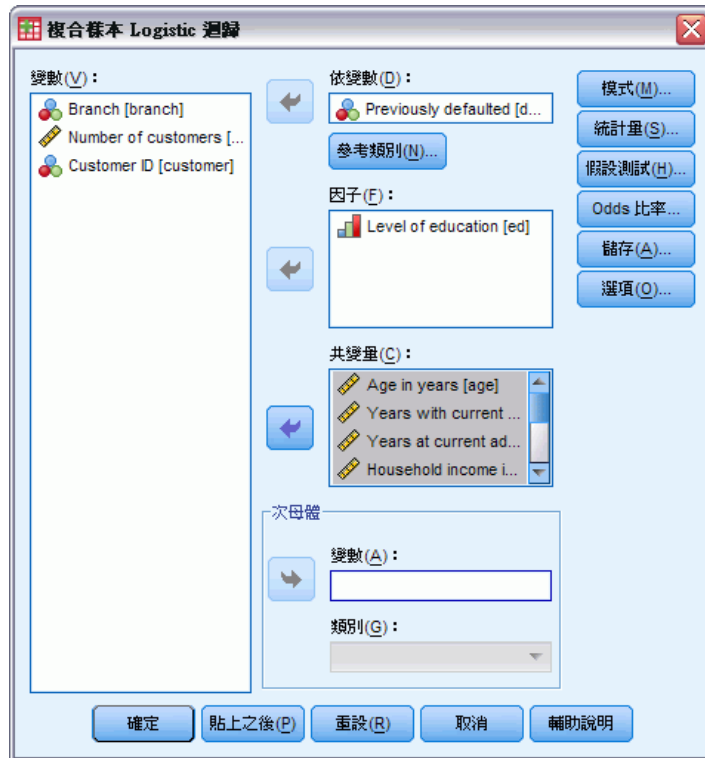 複合樣本 Logistic 迴歸
變數(V):
Branch [branch]
Number of customers [...
Customer ID [customer]
依變數(D):
Previously defaulted [d...
參考類別(N)...
因子(F):
Level of education [ed]
共變量(C):
Age in years [age]
Years with current ...
Years at current ad...
Household income i...
次母體
變數(A):
類別(G):
模式(M)...
統計量(S)...
假設測試(H)...
Odds 比率...
儲存(A)...
選項(O)...
確定
貼上之後(P)
重設(R)
取消
輔助說明